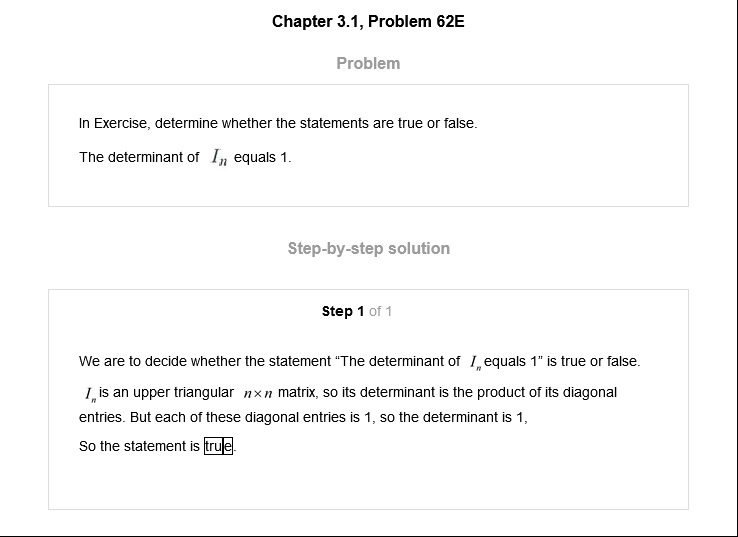 Chapter 3.1, Problem 62E
Problem
In Exercise, determine whether the statements are true or false.
The determinant of Iₙ equals 1.
Step-by-step solution
Step 1 of 1
We are to decide whether the statement “The determinant of Iₙ equals 1” is true or false.
Iₙ is an upper triangular n×n matrix, so its determinant is the product of its diagonal
entries. But each of these diagonal entries is 1, so the determinant is 1,
So the statement is true.